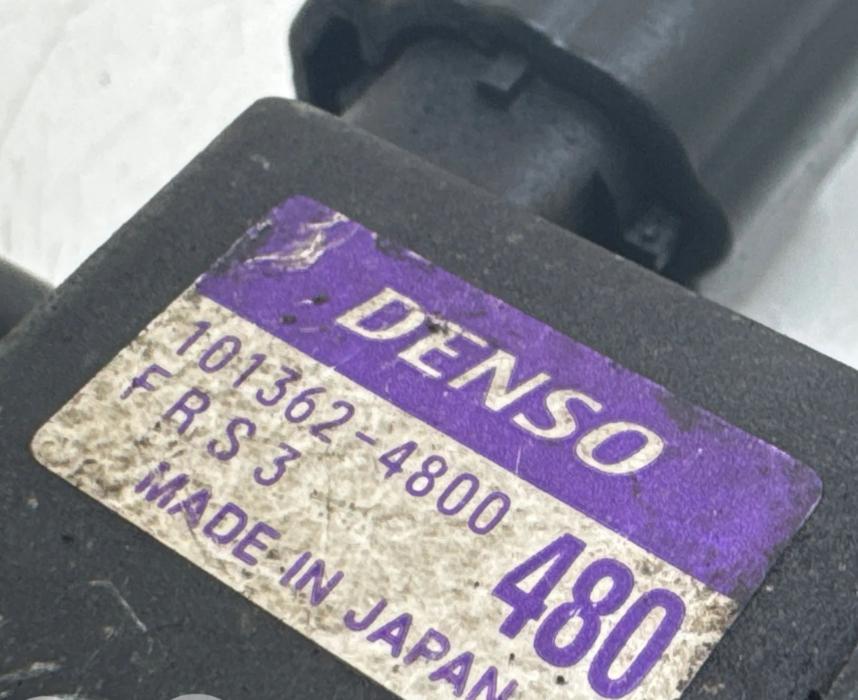 DENSO
101362-4800
FRS3
480
MADE IN JAPAN